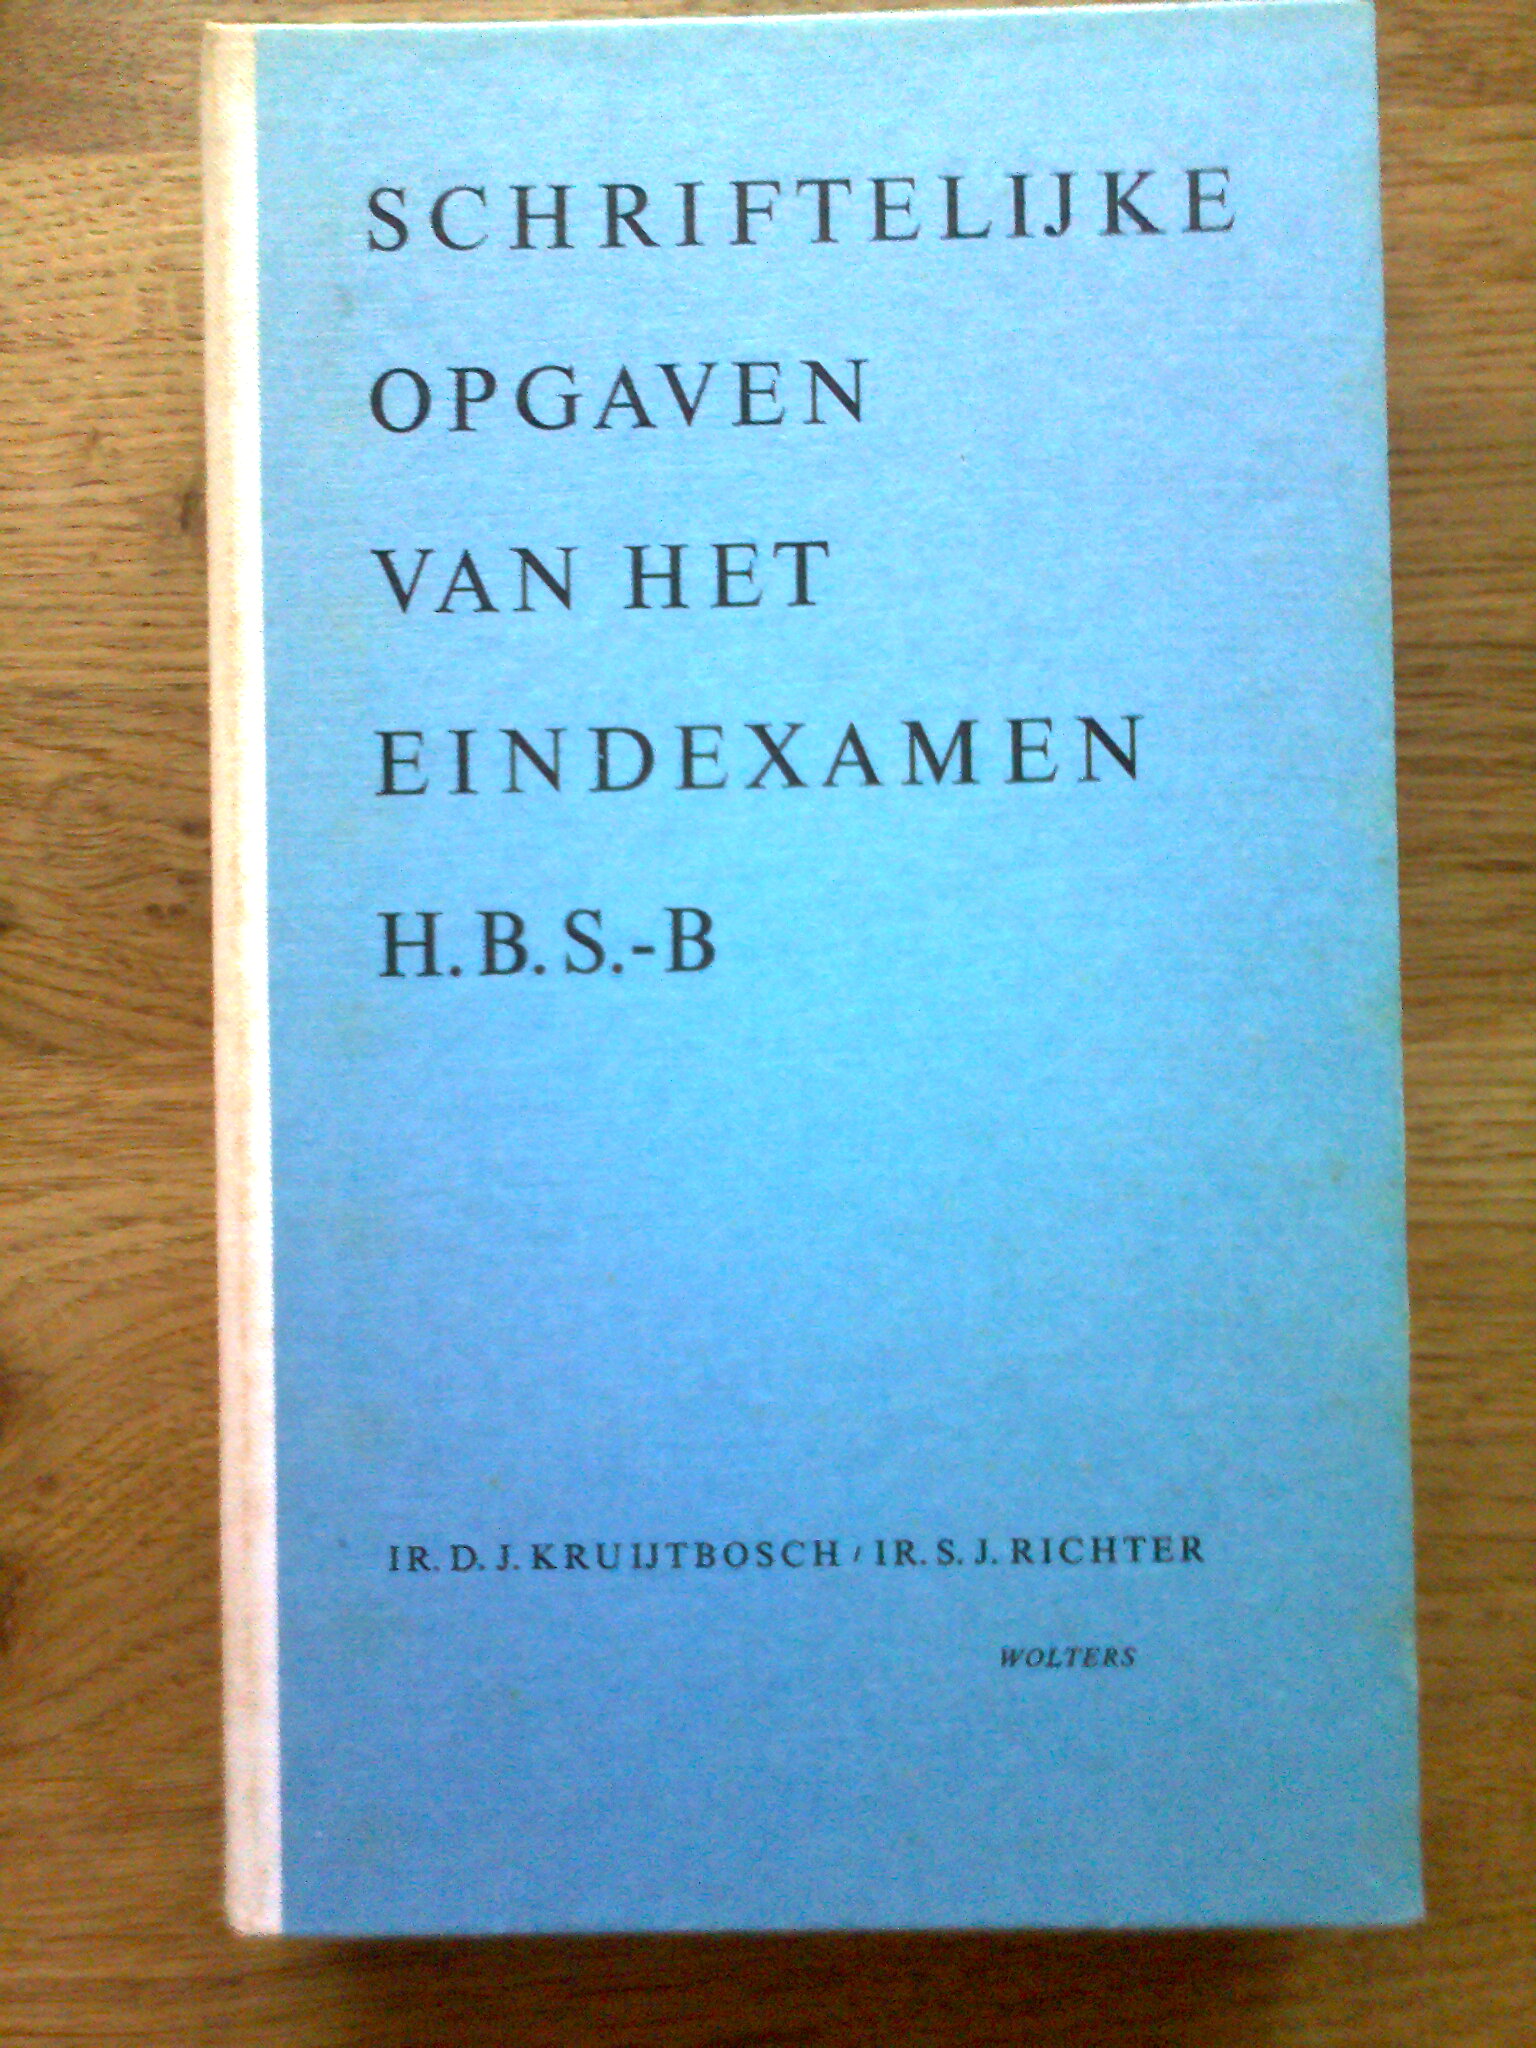 SCHRIFTELIJKE
OPGAVEN
VAN HET
EINDEXAMEN
H.B.S.-B
IR. D. J. KRUIJTBOSCH / IR. S. J. RICHTER
WOLTERS